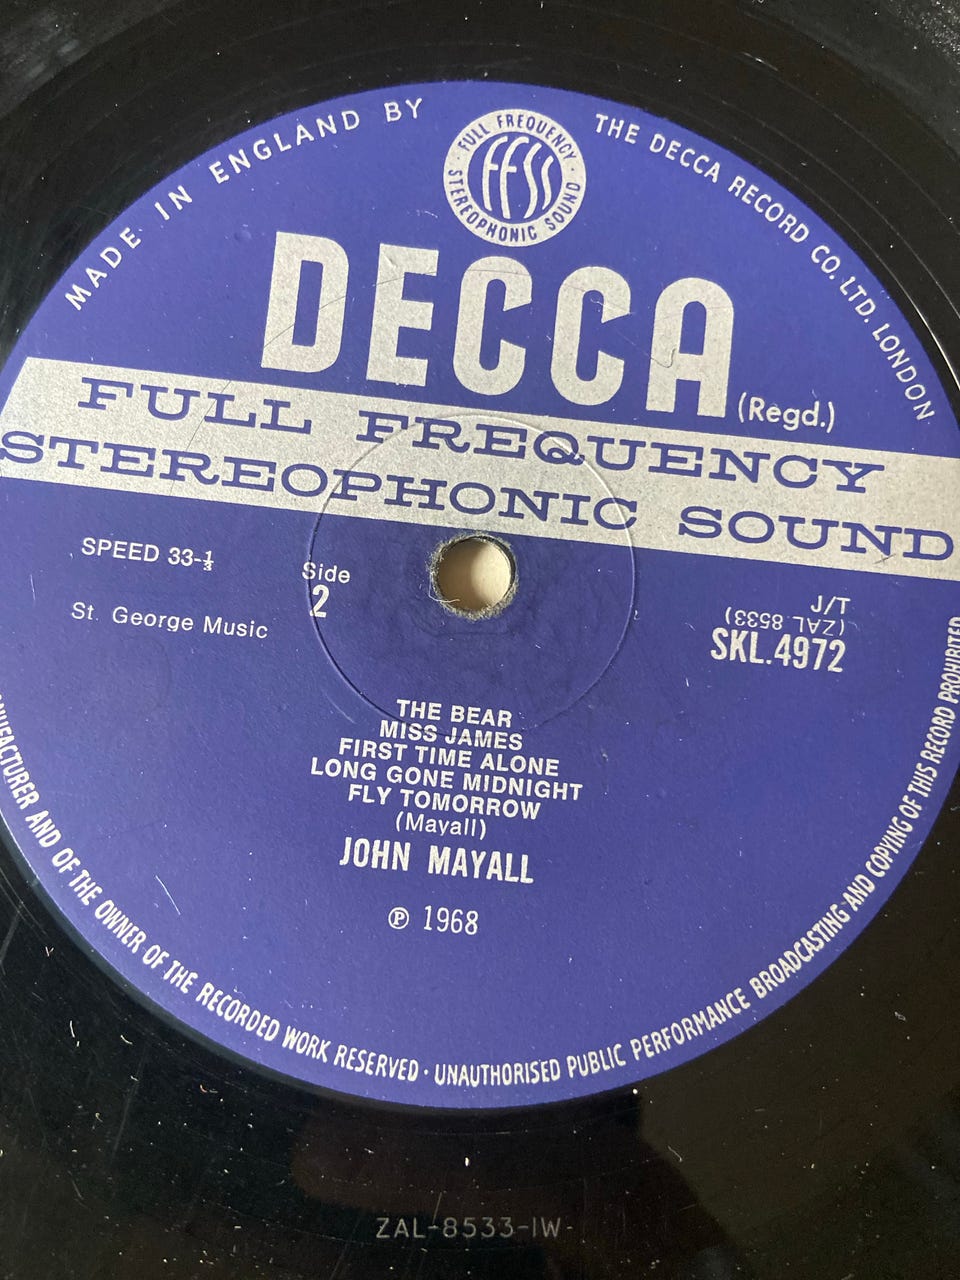 MADE IN ENGLAND BY
THE DECCA RECORD CO. LTD. LONDON
FULL FREQUENCY
ffss
STEREOPHONIC SOUND
DECCA
(Regd.)
FULL FREQUENCY
STEREOPHONIC SOUND
SPEED 33-⅓
Side
2
St. George Music
J/T
(ZAL 8533)
SKL.4972
THE BEAR
MISS JAMES
FIRST TIME ALONE
LONG GONE MIDNIGHT
FLY TOMORROW
(Mayall)
JOHN MAYALL
℗ 1968
AND OF THE OWNER OF THE RECORDED WORK RESERVED · UNAUTHORISED PUBLIC PERFORMANCE BROADCASTING AND COPYING OF THIS RECORD PROHIBITED
ZAL-8533-1W-